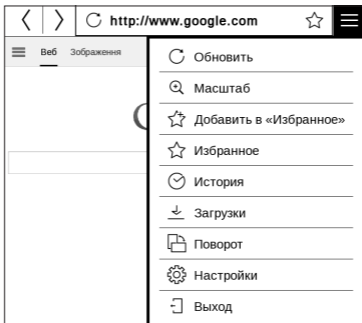 http://www.google.com
Веб Зображення
Обновить
Масштаб
Добавить в «Избранное»
Избранное
История
Загрузки
Поворот
Настройки
Выход